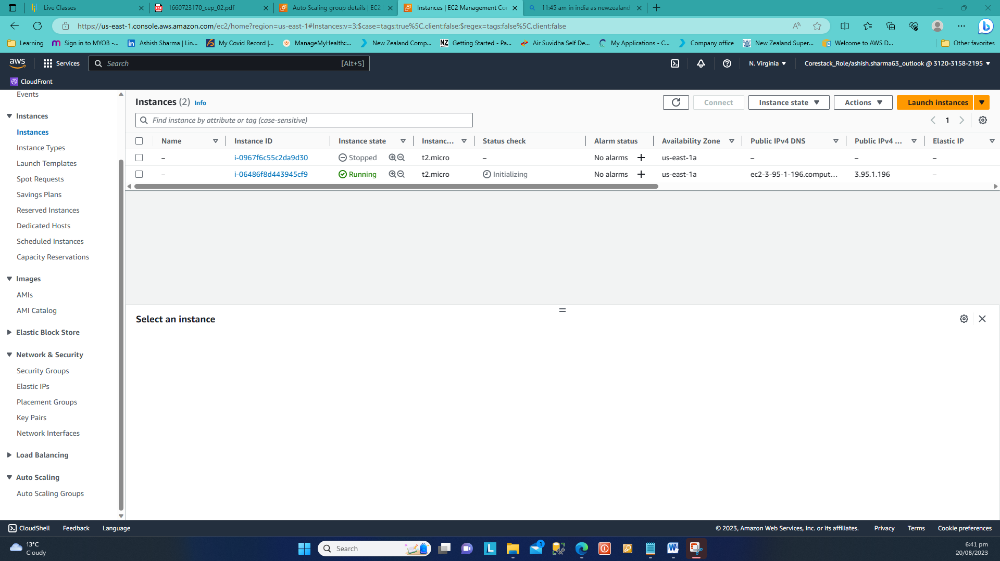 Live Classes
1660723170_cep_02.pdf
Auto Scaling group details | EC2
Instances | EC2 Management Con
11:45 am in india as newzealand
https://us-east-1.console.aws.amazon.com/ec2/home?region=us-east-1#Instances:v=3;$case=tags:true%5C,client:false;$regex=tags:false%5C,client:false
Learning
Sign in to MYOB -...
Ashish Sharma | Lin...
My Covid Record |...
ManageMyHealth::...
New Zealand Comp...
NZ
Getting Started - Pa...
Air Suvidha Self De...
My Applications - C...
Company office
New Zealand Super...
Welcome to AWS D...
Other favorites
aws
Services
Search
[Alt+S]
N. Virginia
Corestack_Role/ashish.sharma63_outlook @ 3120-3158-2195
CloudFront
Events
Instances
Instances
Instance Types
Launch Templates
Spot Requests
Savings Plans
Reserved Instances
Dedicated Hosts
Scheduled Instances
Capacity Reservations
Images
AMIs
AMI Catalog
Elastic Block Store
Network & Security
Security Groups
Elastic IPs
Placement Groups
Key Pairs
Network Interfaces
Load Balancing
Auto Scaling
Auto Scaling Groups
Instances (2) Info
Connect
Instance state
Actions
Launch instances
Find instance by attribute or tag (case-sensitive)
1
Name Instance ID Instance state Instanc... Status check Alarm status Availability Zone Public IPv4 DNS Public IPv4 ... Elastic IP
– i-0967f6c55c2da9d30 Stopped t2.micro – No alarms + us-east-1a – – –
– i-06486f8d443945cf9 Running t2.micro Initializing No alarms + us-east-1a ec2-3-95-1-196.comput... 3.95.1.196 –
Select an instance
CloudShell
Feedback
Language
© 2023, Amazon Web Services, Inc. or its affiliates.
Privacy
Terms
Cookie preferences
13°C
Cloudy
Search
1
6:41 pm
20/08/2023